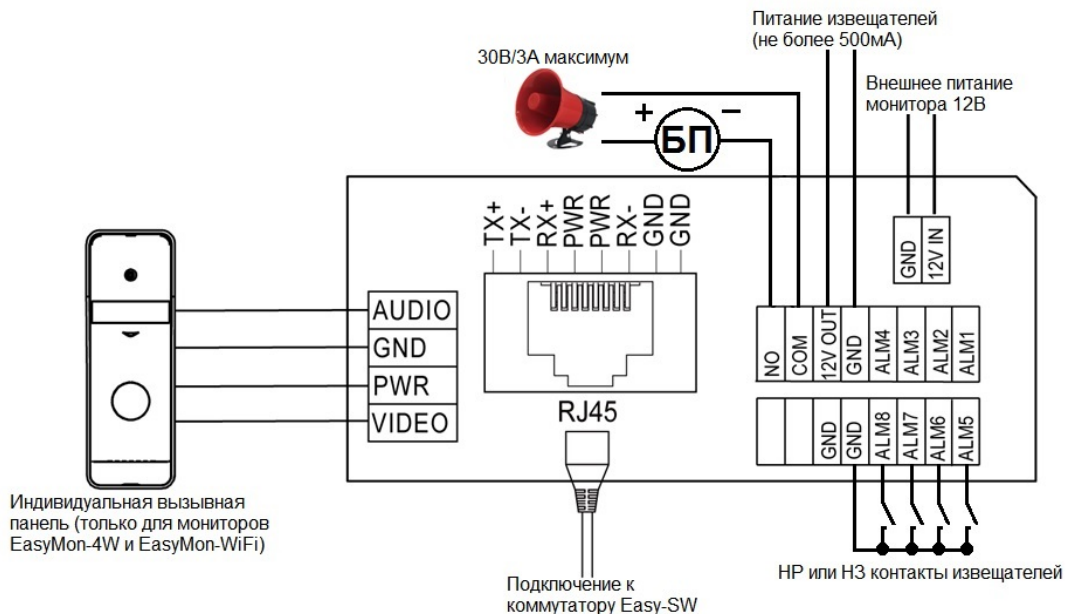 Питание извещателей
(не более 500мА)
30В/3А максимум
Внешнее питание
монитора 12В
+
БП
−
TX+
TX-
RX+
PWR
PWR
RX-
GND
GND
GND
12V IN
AUDIO
GND
PWR
VIDEO
NO
COM
12V OUT
GND
ALM4
ALM3
ALM2
ALM1
RJ45
GND
GND
ALM8
ALM7
ALM6
ALM5
Индивидуальная вызывная
панель (только для мониторов
EasyMon-4W и EasyMon-WiFi)
НР или НЗ контакты извещателей
Подключение к
коммутатору Easy-SW